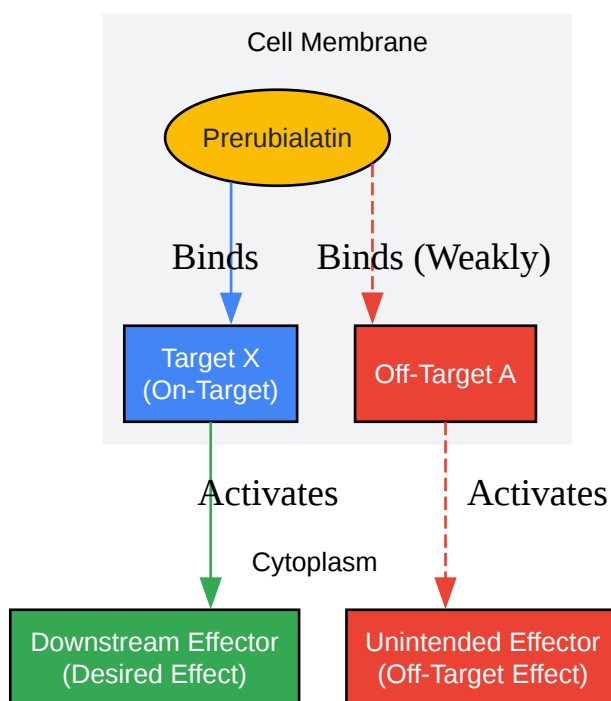 Cell Membrane
Prerubialatin
Binds
Binds (Weakly)
Target X
(On-Target)
Off-Target A
Activates
Activates
Cytoplasm
Downstream Effector
(Desired Effect)
Unintended Effector
(Off-Target Effect)